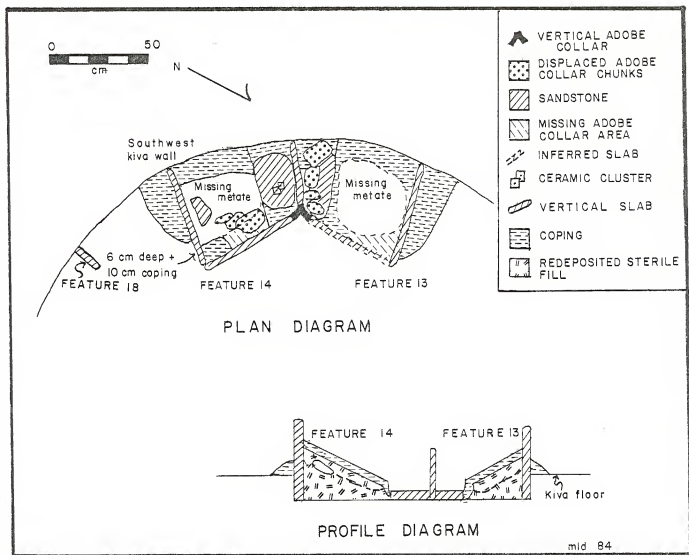 0 50
cm
N
Southwest
kiva wall
Missing
metate
Missing
metate
6 cm deep +
10 cm coping
FEATURE 18
FEATURE 14
FEATURE 13
PLAN DIAGRAM
VERTICAL ADOBE
COLLAR
DISPLACED ADOBE
COLLAR CHUNKS
SANDSTONE
MISSING ADOBE
COLLAR AREA
INFERRED SLAB
CERAMIC CLUSTER
VERTICAL SLAB
COPING
REDEPOSITED STERILE
FILL
FEATURE 14
FEATURE 13
Kiva floor
PROFILE DIAGRAM
mld 84